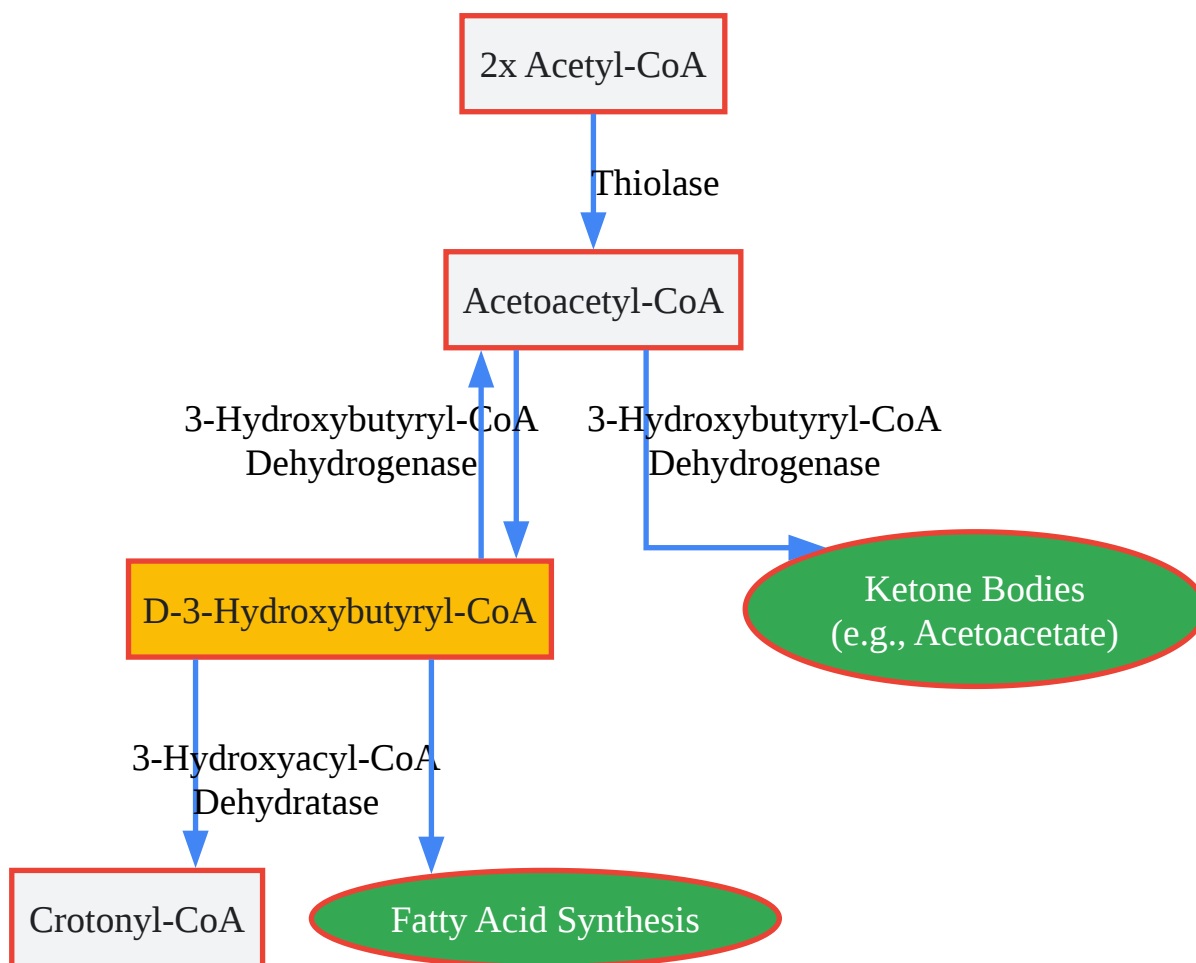 2x Acetyl-CoA
Thiolase
Acetoacetyl-CoA
3-Hydroxybutyryl-CoA
Dehydrogenase
3-Hydroxybutyryl-CoA
Dehydrogenase
Ketone Bodies
(e.g., Acetoacetate)
D-3-Hydroxybutyryl-CoA
3-Hydroxyacyl-CoA
Dehydratase
Crotonyl-CoA
Fatty Acid Synthesis